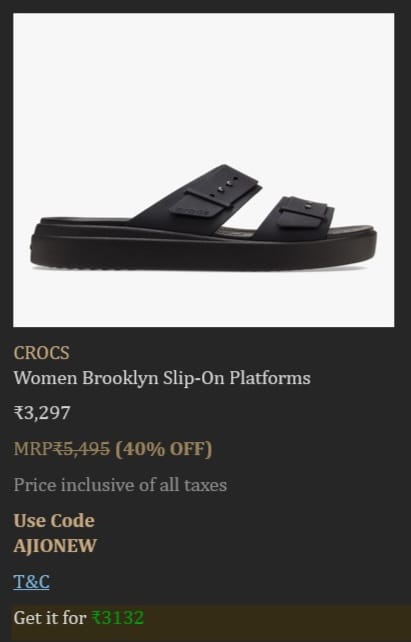 crocs
CROCS
Women Brooklyn Slip-On Platforms
₹3,297
MRP₹5,495 (40% OFF)
Price inclusive of all taxes
Use Code
AJIONEW
T&C
Get it for ₹3132